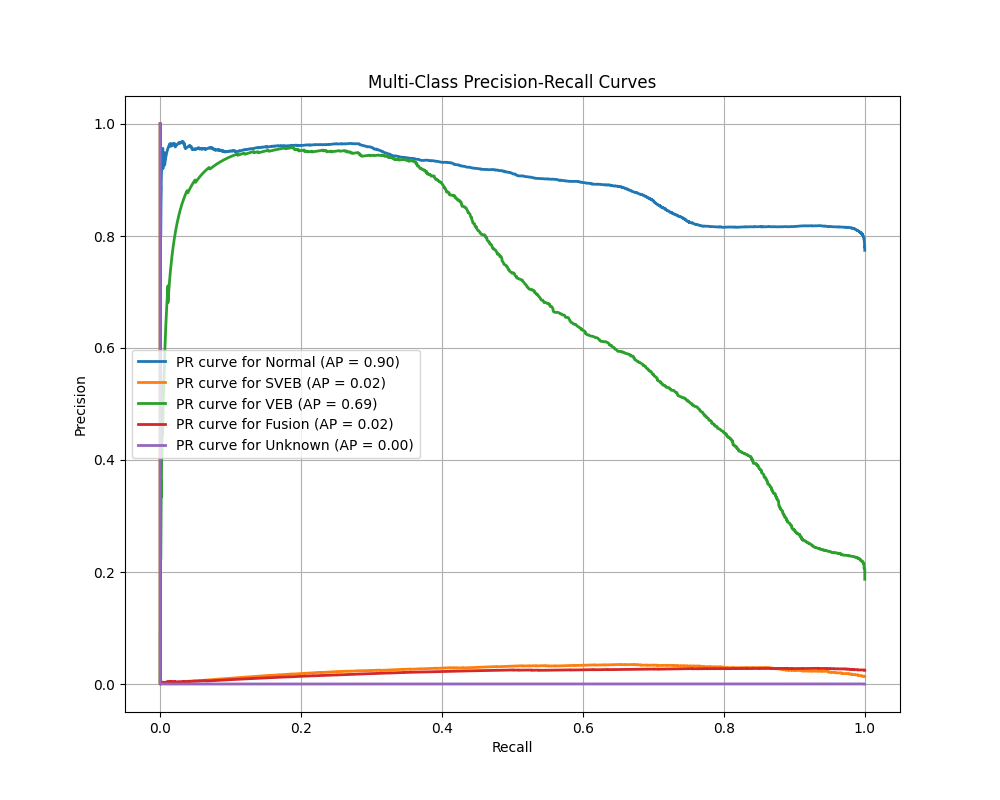 Multi-Class Precision-Recall Curves
1.0
0.8
0.6
0.4
0.2
0.0
Precision
PR curve for Normal (AP = 0.90)
PR curve for SVEB (AP = 0.02)
PR curve for VEB (AP = 0.69)
PR curve for Fusion (AP = 0.02)
PR curve for Unknown (AP = 0.00)
0.0 0.2 0.4 0.6 0.8 1.0
Recall